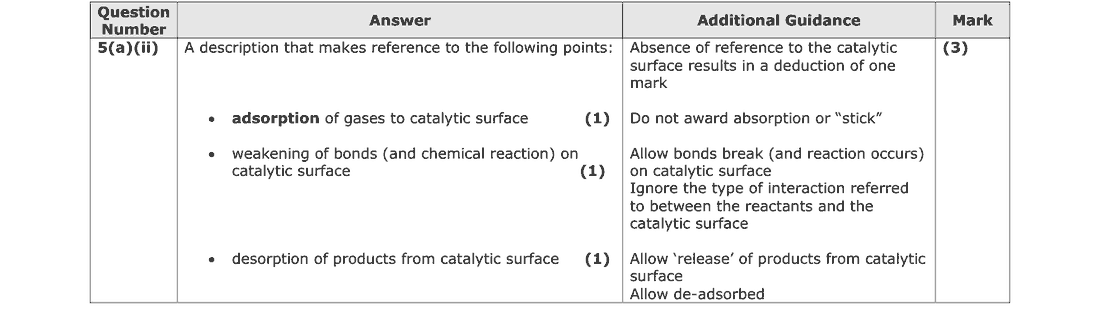 Question Number
Answer
Additional Guidance
Mark
5(a)(ii)
A description that makes reference to the following points:
Absence of reference to the catalytic
surface results in a deduction of one
mark
(3)
• adsorption of gases to catalytic surface (1)
Do not award absorption or “stick”
• weakening of bonds (and chemical reaction) on
catalytic surface (1)
Allow bonds break (and reaction occurs)
on catalytic surface
Ignore the type of interaction referred
to between the reactants and the
catalytic surface
• desorption of products from catalytic surface (1)
Allow ‘release’ of products from catalytic
surface
Allow de-adsorbed